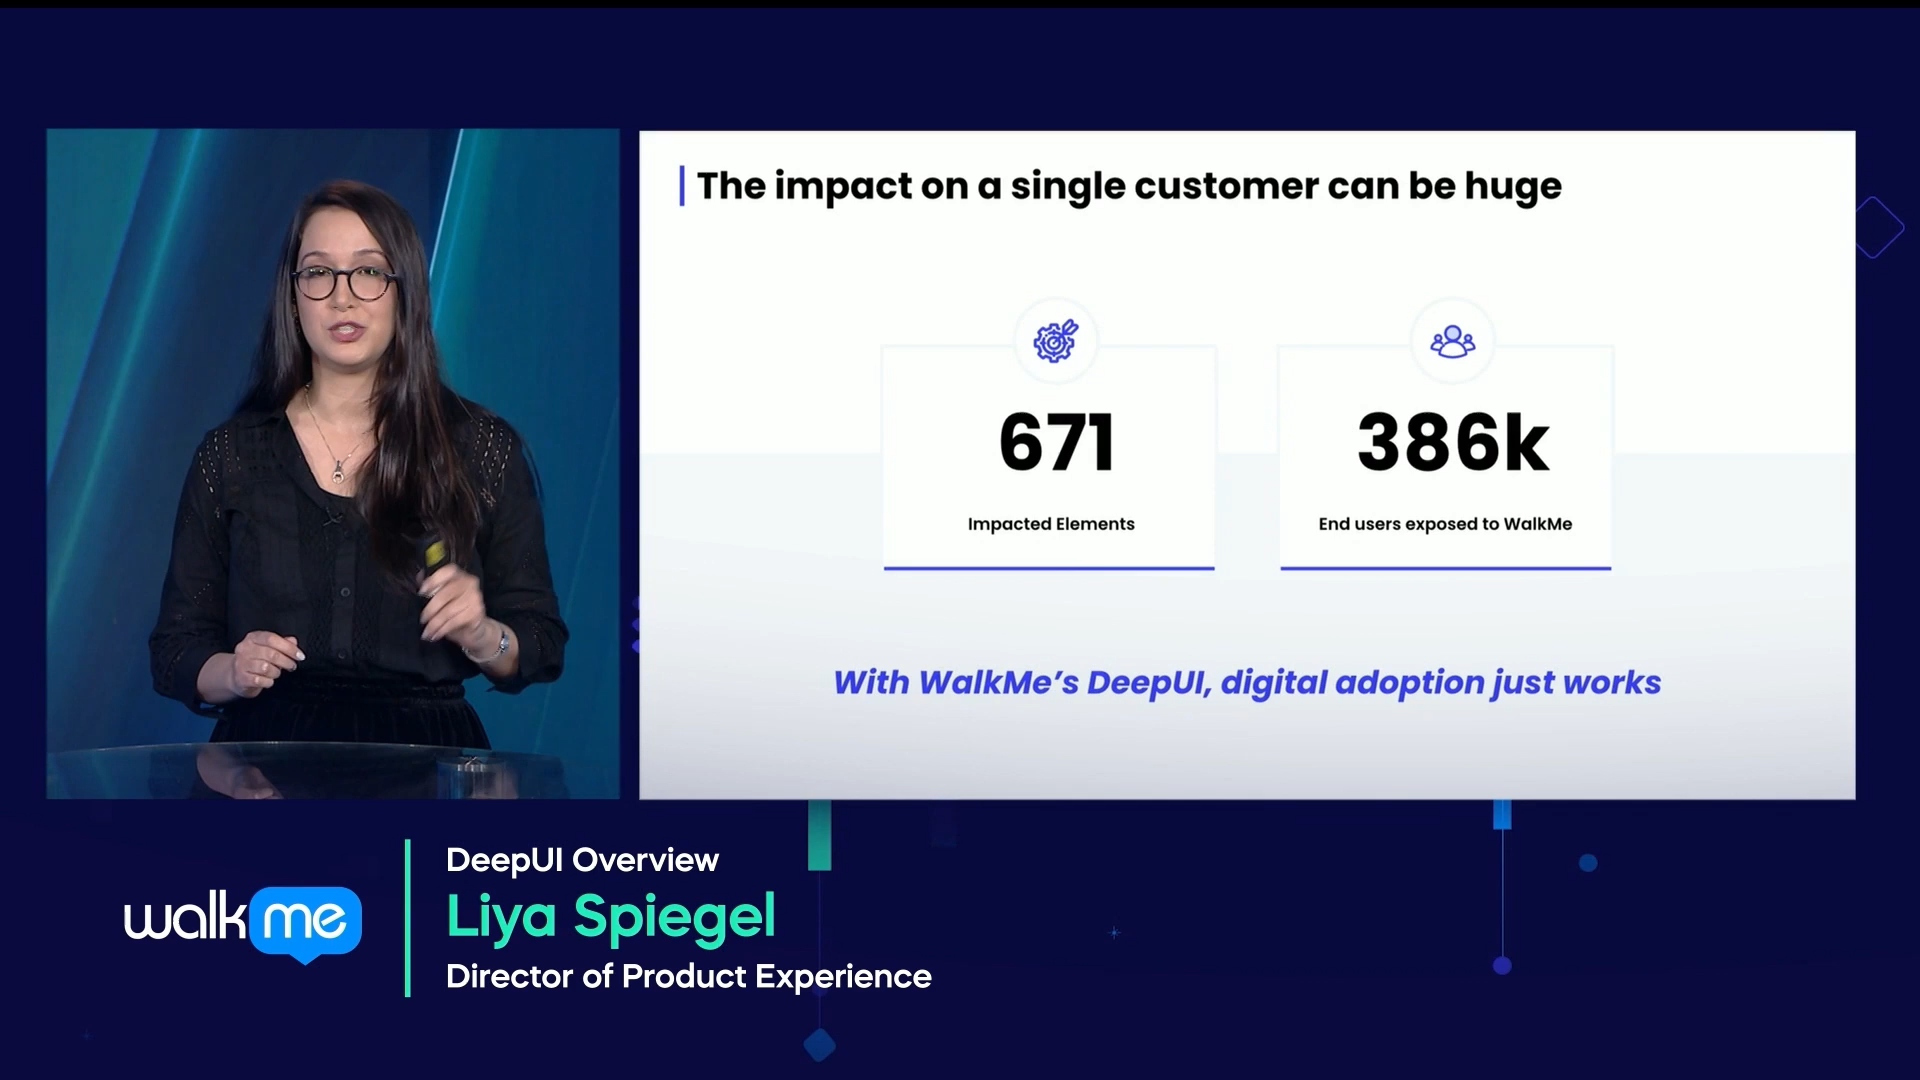 The impact on a single customer can be huge
671
Impacted Elements
386k
End users exposed to WalkMe
With WalkMe’s DeepUI, digital adoption just works
walkme
DeepUI Overview
Liya Spiegel
Director of Product Experience